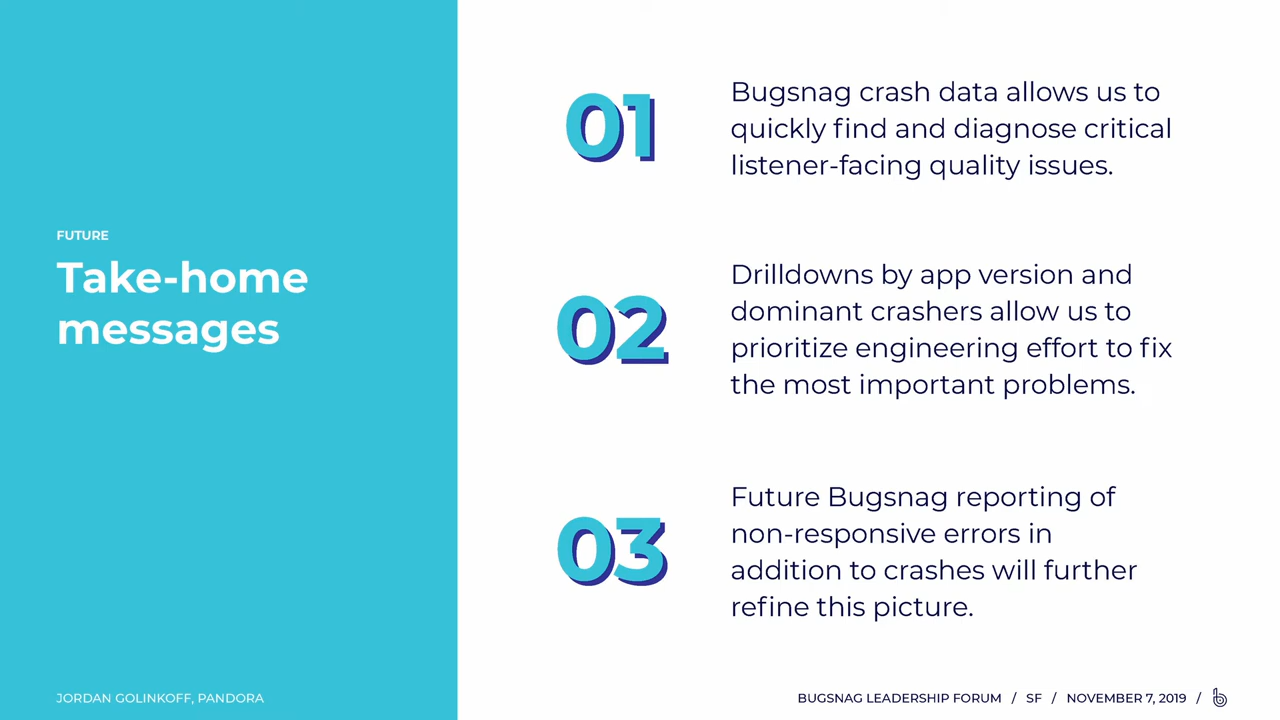 FUTURE
Take-home
messages
01
Bugsnag crash data allows us to
quickly find and diagnose critical
listener-facing quality issues.
02
Drilldowns by app version and
dominant crashers allow us to
prioritize engineering effort to fix
the most important problems.
03
Future Bugsnag reporting of
non-responsive errors in
addition to crashes will further
refine this picture.
JORDAN GOLINKOFF, PANDORA
BUGSNAG LEADERSHIP FORUM / SF / NOVEMBER 7, 2019 /